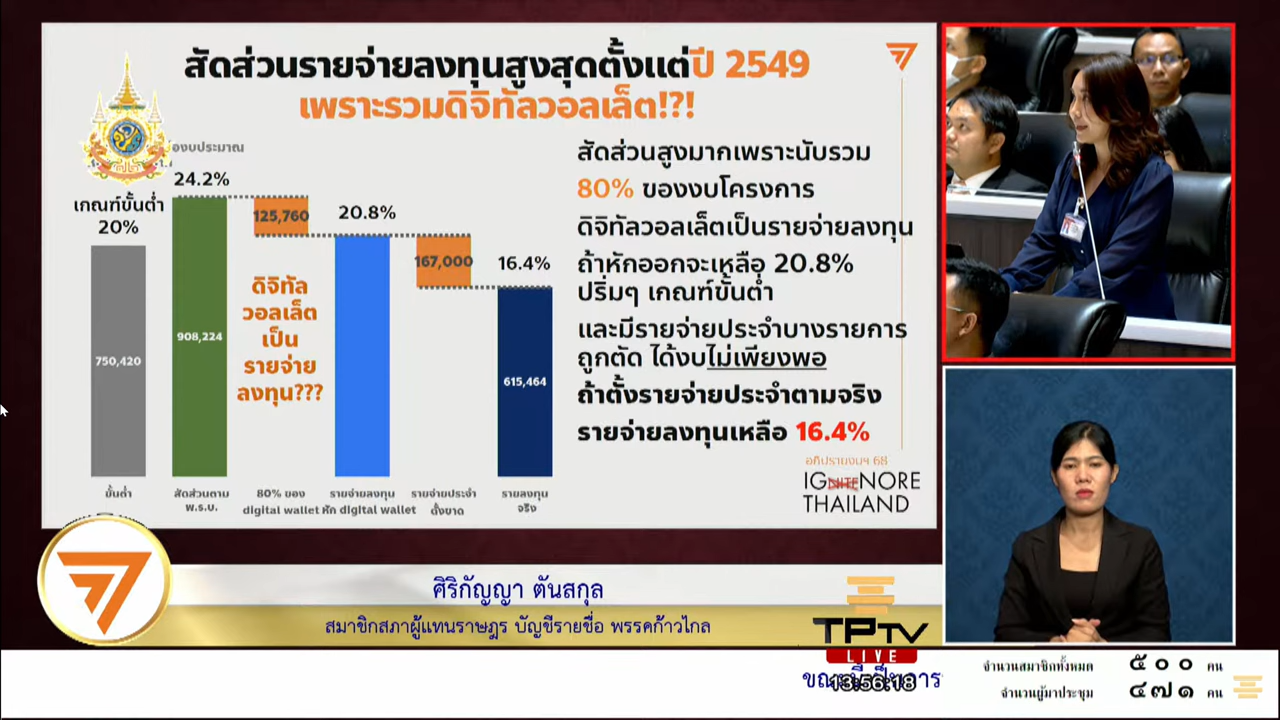 สัดส่วนรายจ่ายลงทุนสูงสุดตั้งแต่ปี 2549
เพราะรวมดิจิทัลวอลเล็ต!?!
องบประมาณ
24.2%
เกณฑ์ขั้นต่ำ
20%
125,760
20.8%
167,000
16.4%
750,420
908,224
ดิจิทัล
วอลเล็ต
เป็น
รายจ่าย
ลงทุน???
615,464
ขั้นต่ำ
สัดส่วนตาม
พ.ร.บ.
80% ของ
digital wallet
รายจ่ายลงทุน
หัก digital wallet
รายจ่ายประจำ
ตั้งขาด
รายลงทุน
จริง
สัดส่วนสูงมากเพราะนับรวม
80% ของงบโครงการ
ดิจิทัลวอลเล็ตเป็นรายจ่ายลงทุน
ถ้าหักออกจะเหลือ 20.8%
ปริ่มๆ เกณฑ์ขั้นต่ำ
และมีรายจ่ายประจำบางรายการ
ถูกตัด ได้งบไม่เพียงพอ
ถ้าตั้งรายจ่ายประจำตามจริง
รายจ่ายลงทุนเหลือ 16.4%
อภิปรายงบฯ 68
IGNITENORE
THAILAND
ศิริกัญญา ตันสกุล
สมาชิกสภาผู้แทนราษฎร บัญชีรายชื่อ พรรคก้าวไกล
TPTV
LIVE
13:56:18
จำนวนสมาชิกทั้งหมด ๕๐๐ คน
จำนวนผู้มาประชุม ๔๗๑ คน